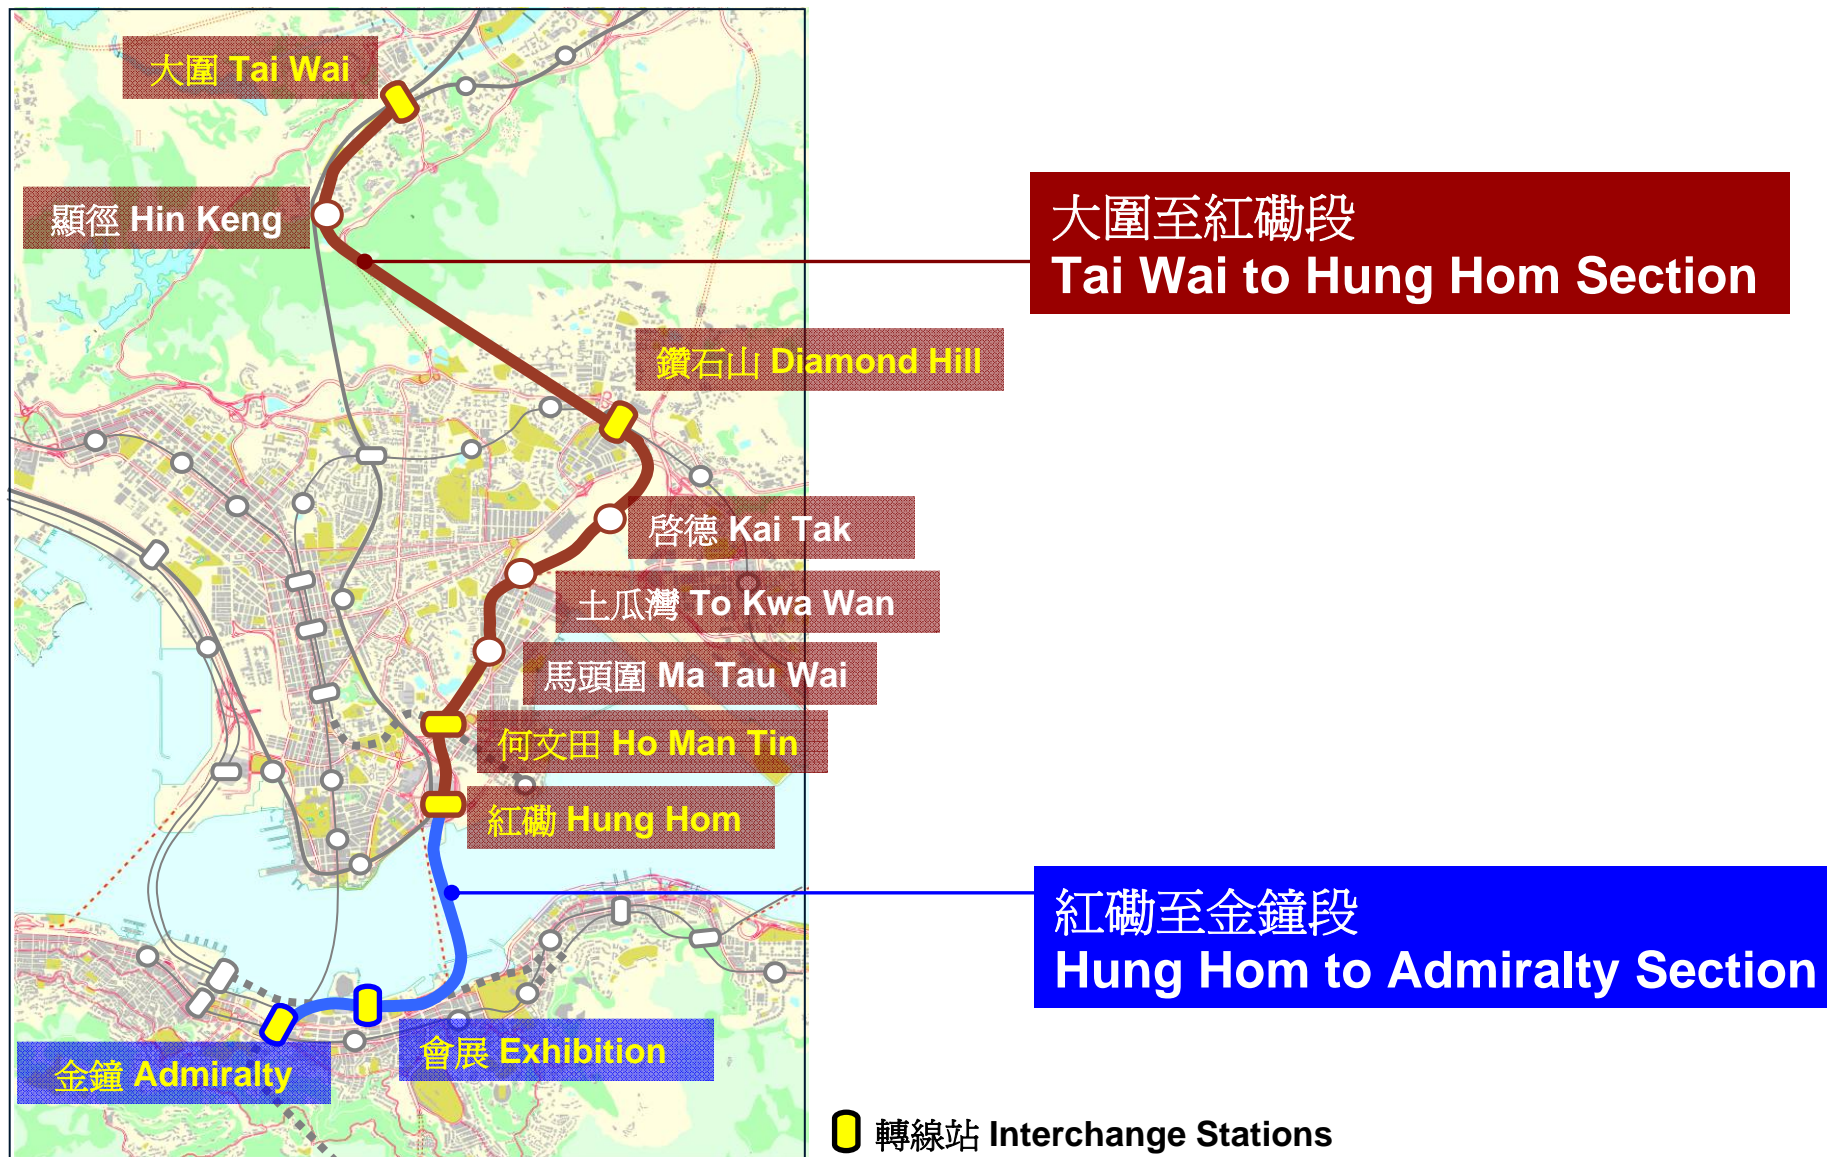 大圍 Tai Wai
顯徑 Hin Keng
大圍至紅磡段
Tai Wai to Hung Hom Section
鑽石山 Diamond Hill
啓德 Kai Tak
土瓜灣 To Kwa Wan
馬頭圍 Ma Tau Wai
何文田 Ho Man Tin
紅磡 Hung Hom
紅磡至金鐘段
Hung Hom to Admiralty Section
會展 Exhibition
金鐘 Admiralty
轉線站 Interchange Stations